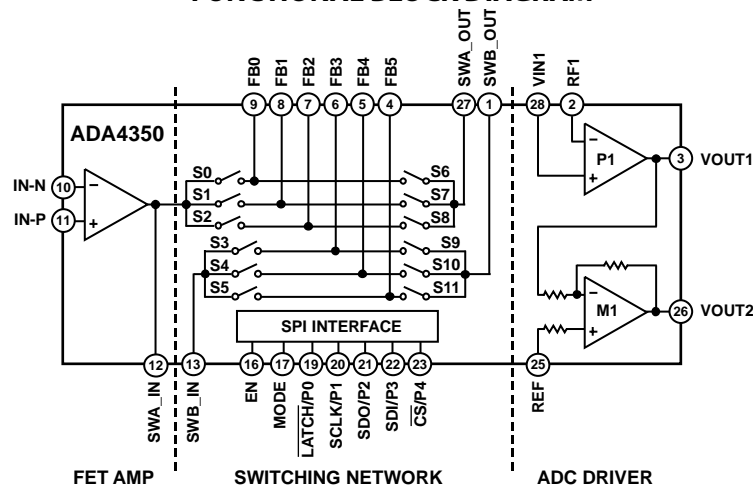 FUNCTIONAL BLOCK DIAGRAM
FB0
FB1
FB2
FB3
FB4
FB5
SWA_OUT
SWB_OUT
VIN1
RF1
9
8
7
6
5
4
27
1
28
2
ADA4350
IN-N
10
−
IN-P
11
+
S0
S1
S2
S3
S4
S5
S6
S7
S8
S9
S10
S11
−
P1
+
3
VOUT1
−
M1
+
26
VOUT2
SPI INTERFACE
12
13
16
17
19
20
21
22
23
25
SWA_IN
SWB_IN
EN
MODE
LATCH/P0
SCLK/P1
SDO/P2
SDI/P3
CS/P4
REF
FET AMP
SWITCHING NETWORK
ADC DRIVER